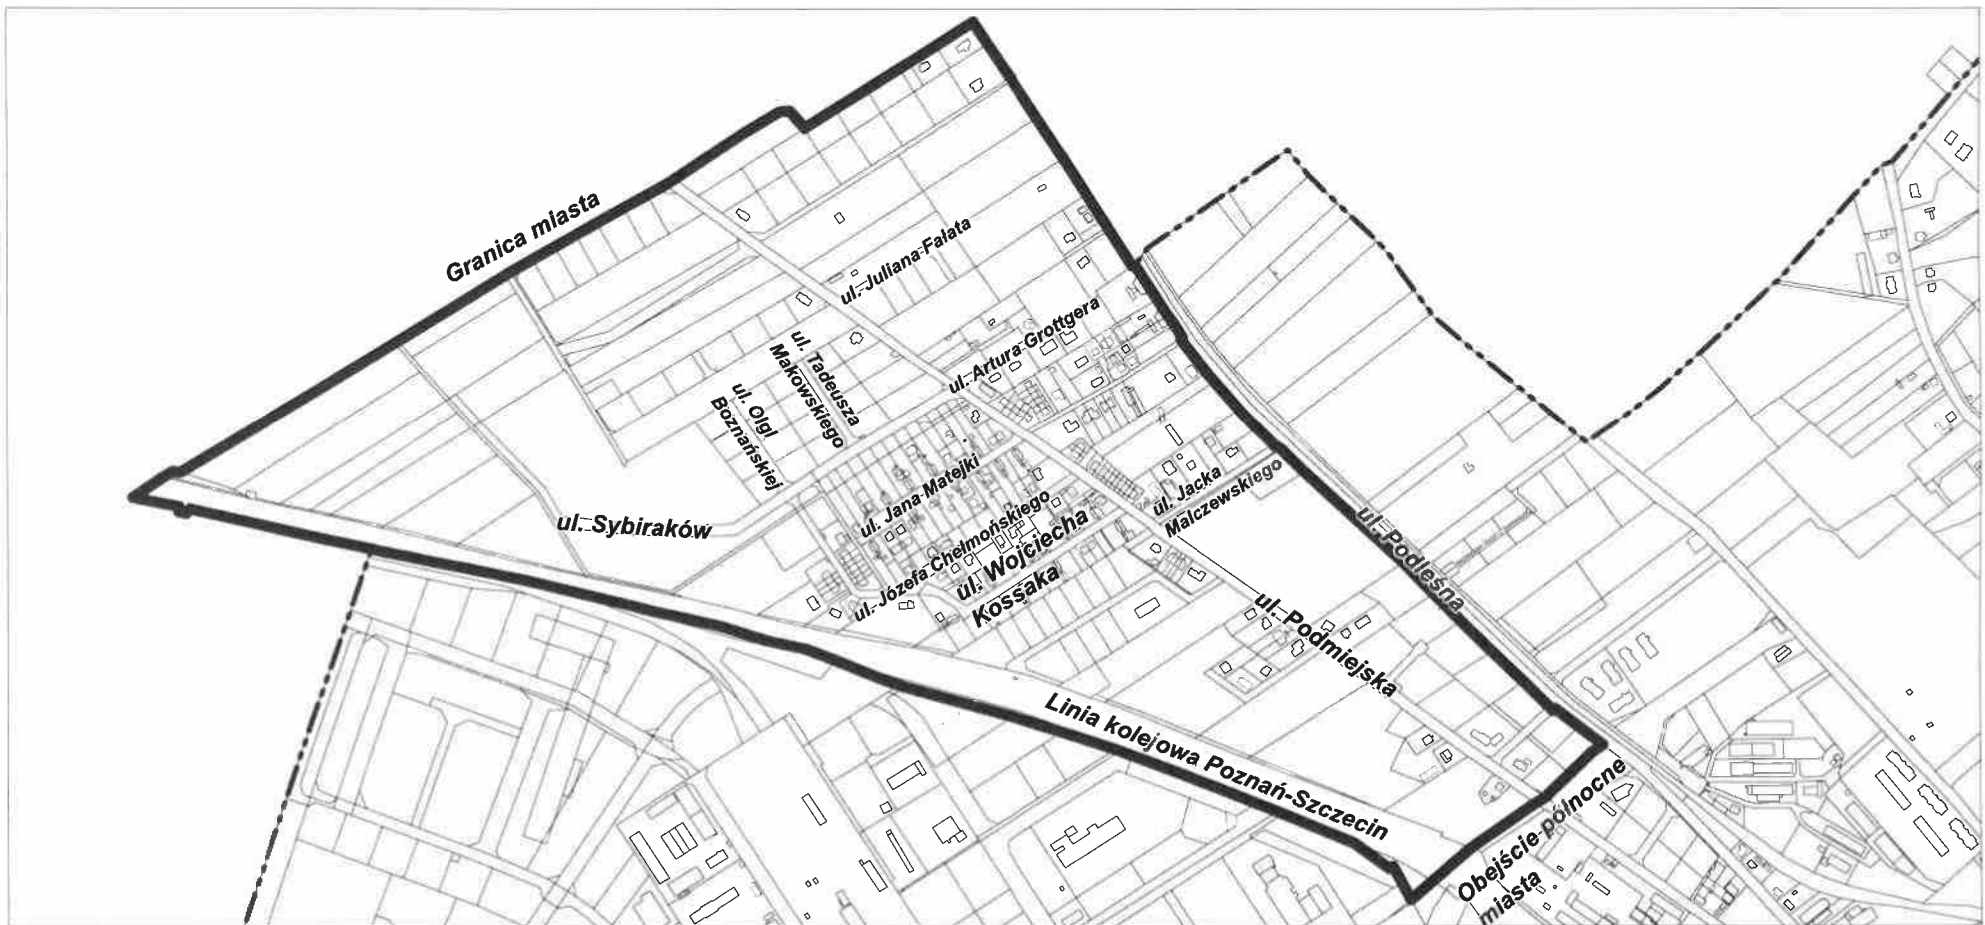 Granica miasta
ul. Juliana Fałata
ul. Artura Grottgera
ul. Tadeusza
Makowskiego
ul. Olgi
Boznańskiej
ul. Jana Matejki
ul. Jacka
Malczewskiego
ul. Sybiraków
ul. Józefa Chełmońskiego
ul. Wojciecha
Kossaka
ul. Podleśna
ul. Podmiejska
Linia kolejowa Poznań-Szczecin
Obejście północne
miasta